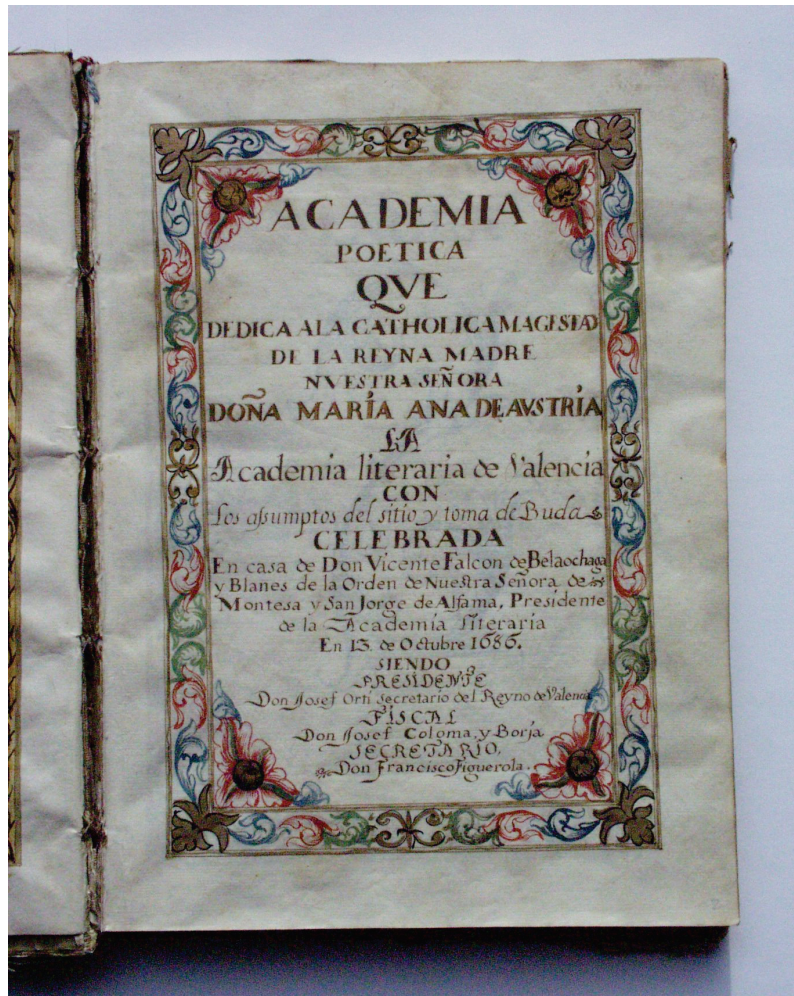 ACADEMIA
POETICA
QVE
DEDICA A LA CATHOLICA MAGESTAD
DE LA REYNA MADRE
NVESTRA SEÑORA
DOÑA MARÍA ANA DE AVSTRÍA
LA
Academia literaria de Valencia
CON
Los assumptos del sitio y toma de Buda
CELEBRADA
En casa de Don Vicente Falcon de Belaochaga
y Blanes de la Orden de Nuestra Señora de
Montesa y San Jorge de Alfama, Presidente
de la Academia literaria
En 13. de Octubre 1686.
SIENDO
PRESIDENTE
Don Josef Orti Secretario del Reyno de Valencia
FISCAL
Don Josef Coloma, y Borja
SECRETARIO,
Don Francisco Figuerola.